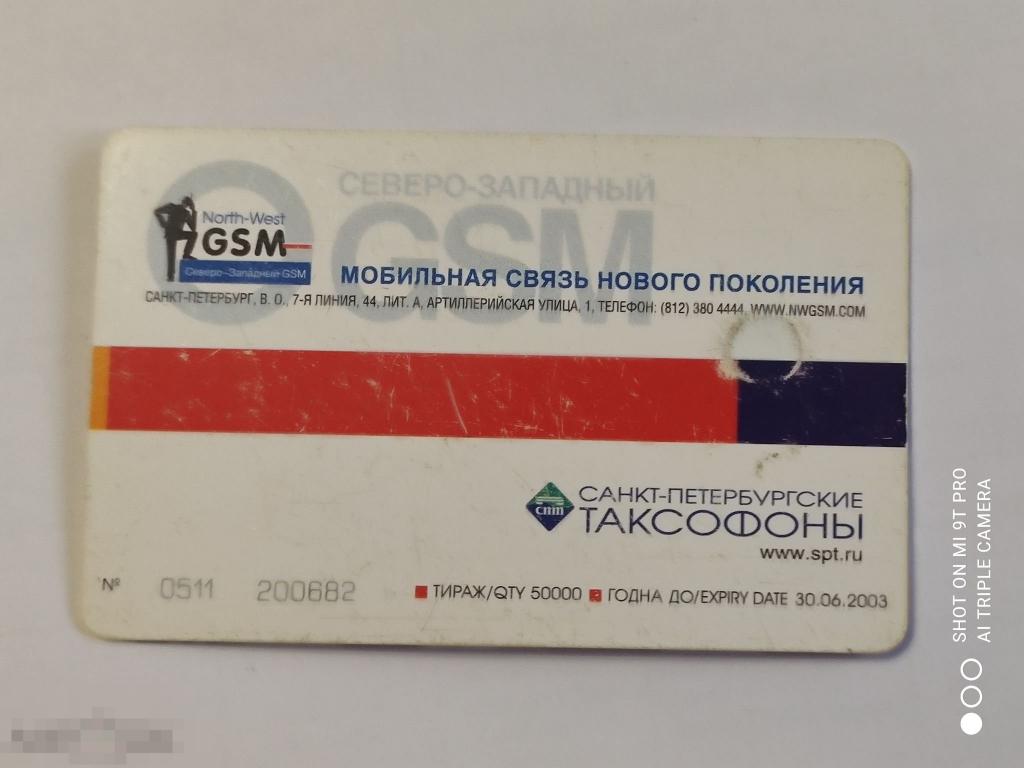 СЕВЕРО-ЗАПАДНЫЙ
GSM
North-West
GSM
Северо-Западный GSM
МОБИЛЬНАЯ СВЯЗЬ НОВОГО ПОКОЛЕНИЯ
САНКТ-ПЕТЕРБУРГ, В. О., 7-Я ЛИНИЯ, 44, ЛИТ. А, АРТИЛЛЕРИЙСКАЯ УЛИЦА, 1, ТЕЛЕФОН: (812) 380 4444, WWW.NWGSM.COM
спт
САНКТ-ПЕТЕРБУРГСКИЕ
ТАКСОФОНЫ
www.spt.ru
№ 0511 200682 ТИРАЖ/QTY 50000 ГОДНА ДО/EXPIRY DATE 30.06.2003
SHOT ON MI 9T PRO
AI TRIPLE CAMERA